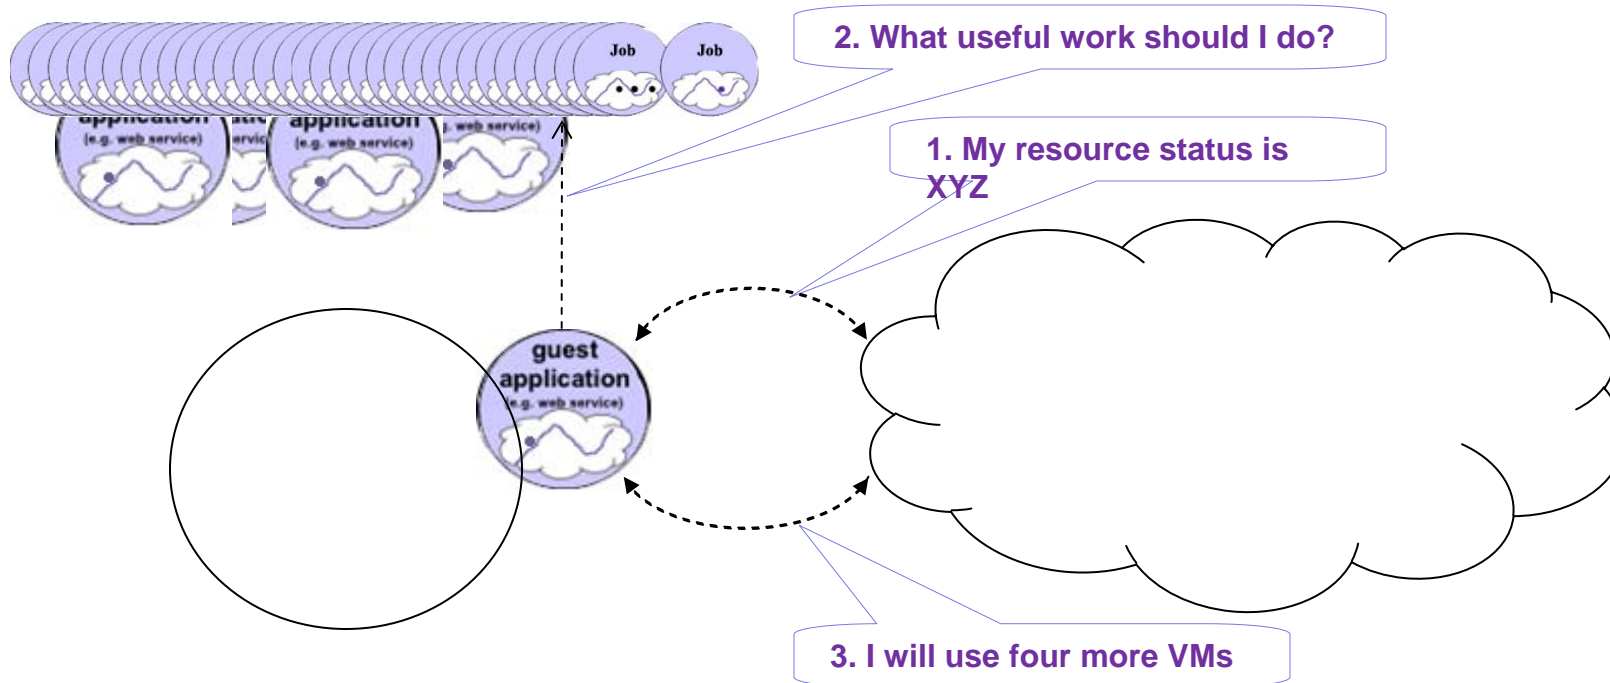 2. What useful work should I do?
Job
Job
application
(e.g. web service)
application
(e.g. web service)
web service)
1. My resource status is
XYZ
guest
application
(e.g. web service)
3. I will use four more VMs